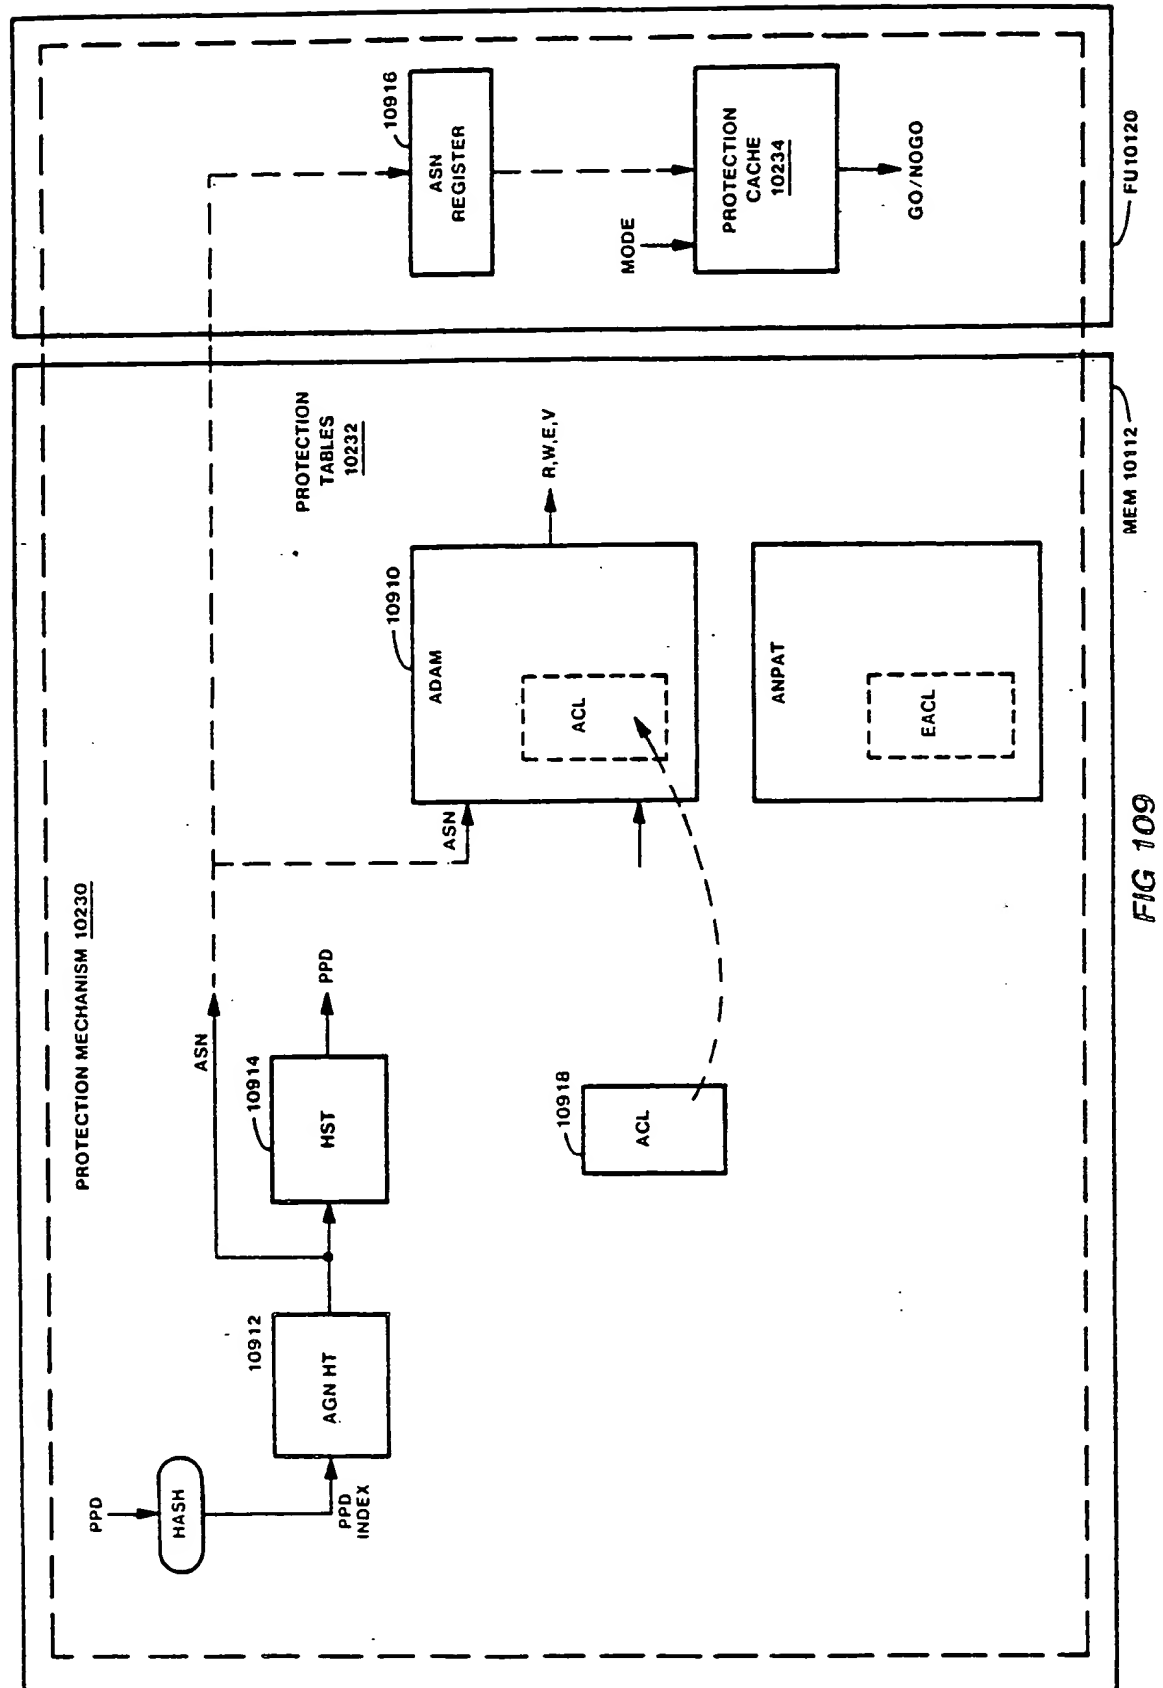 PROTECTION MECHANISM 10230
PPD
HASH
PPD
INDEX
10912
AGN HT
ASN
10914
HST
PPD
10918
ACL
ASN
10910
ADAM
ACL
R,W,E,V
ANPAT
EACL
PROTECTION
TABLES
10232
10916
ASN
REGISTER
MODE
PROTECTION
CACHE
10234
GO/NOGO
MEM 10112
FU10120
FIG 109